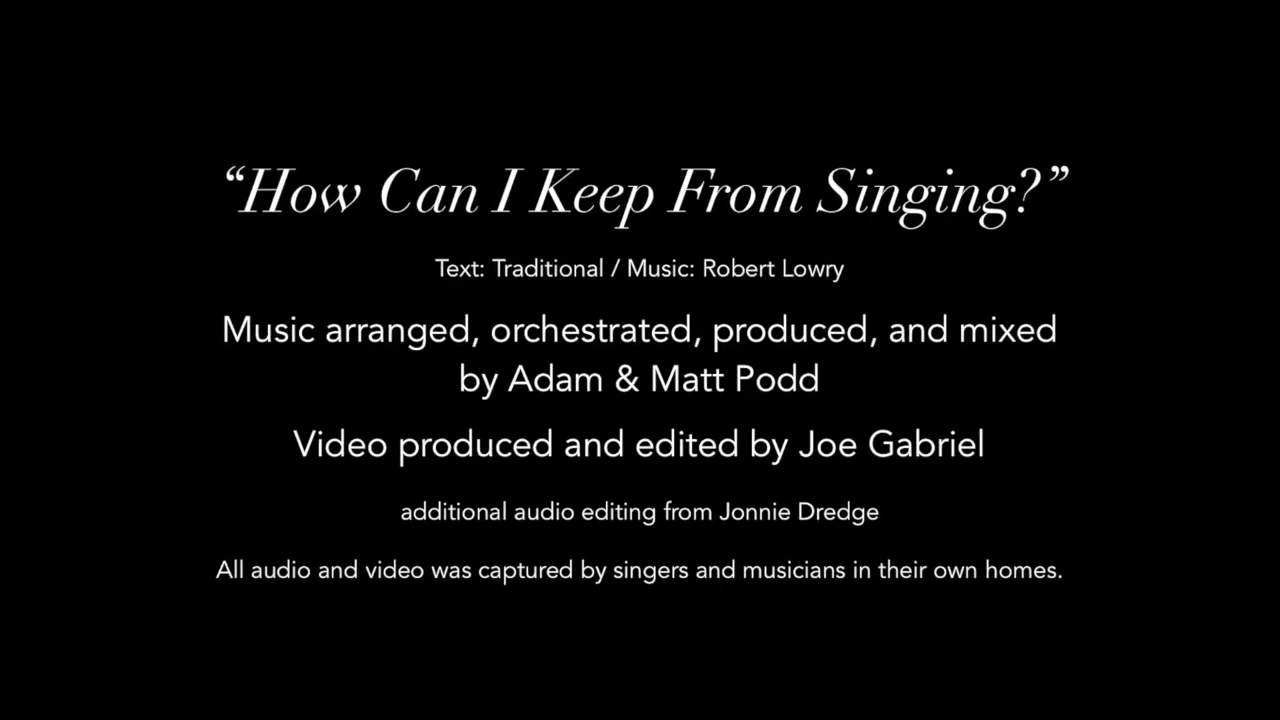 “How Can I Keep From Singing?”
Text: Traditional / Music: Robert Lowry
Music arranged, orchestrated, produced, and mixed
by Adam & Matt Podd
Video produced and edited by Joe Gabriel
additional audio editing from Jonnie Dredge
All audio and video was captured by singers and musicians in their own homes.